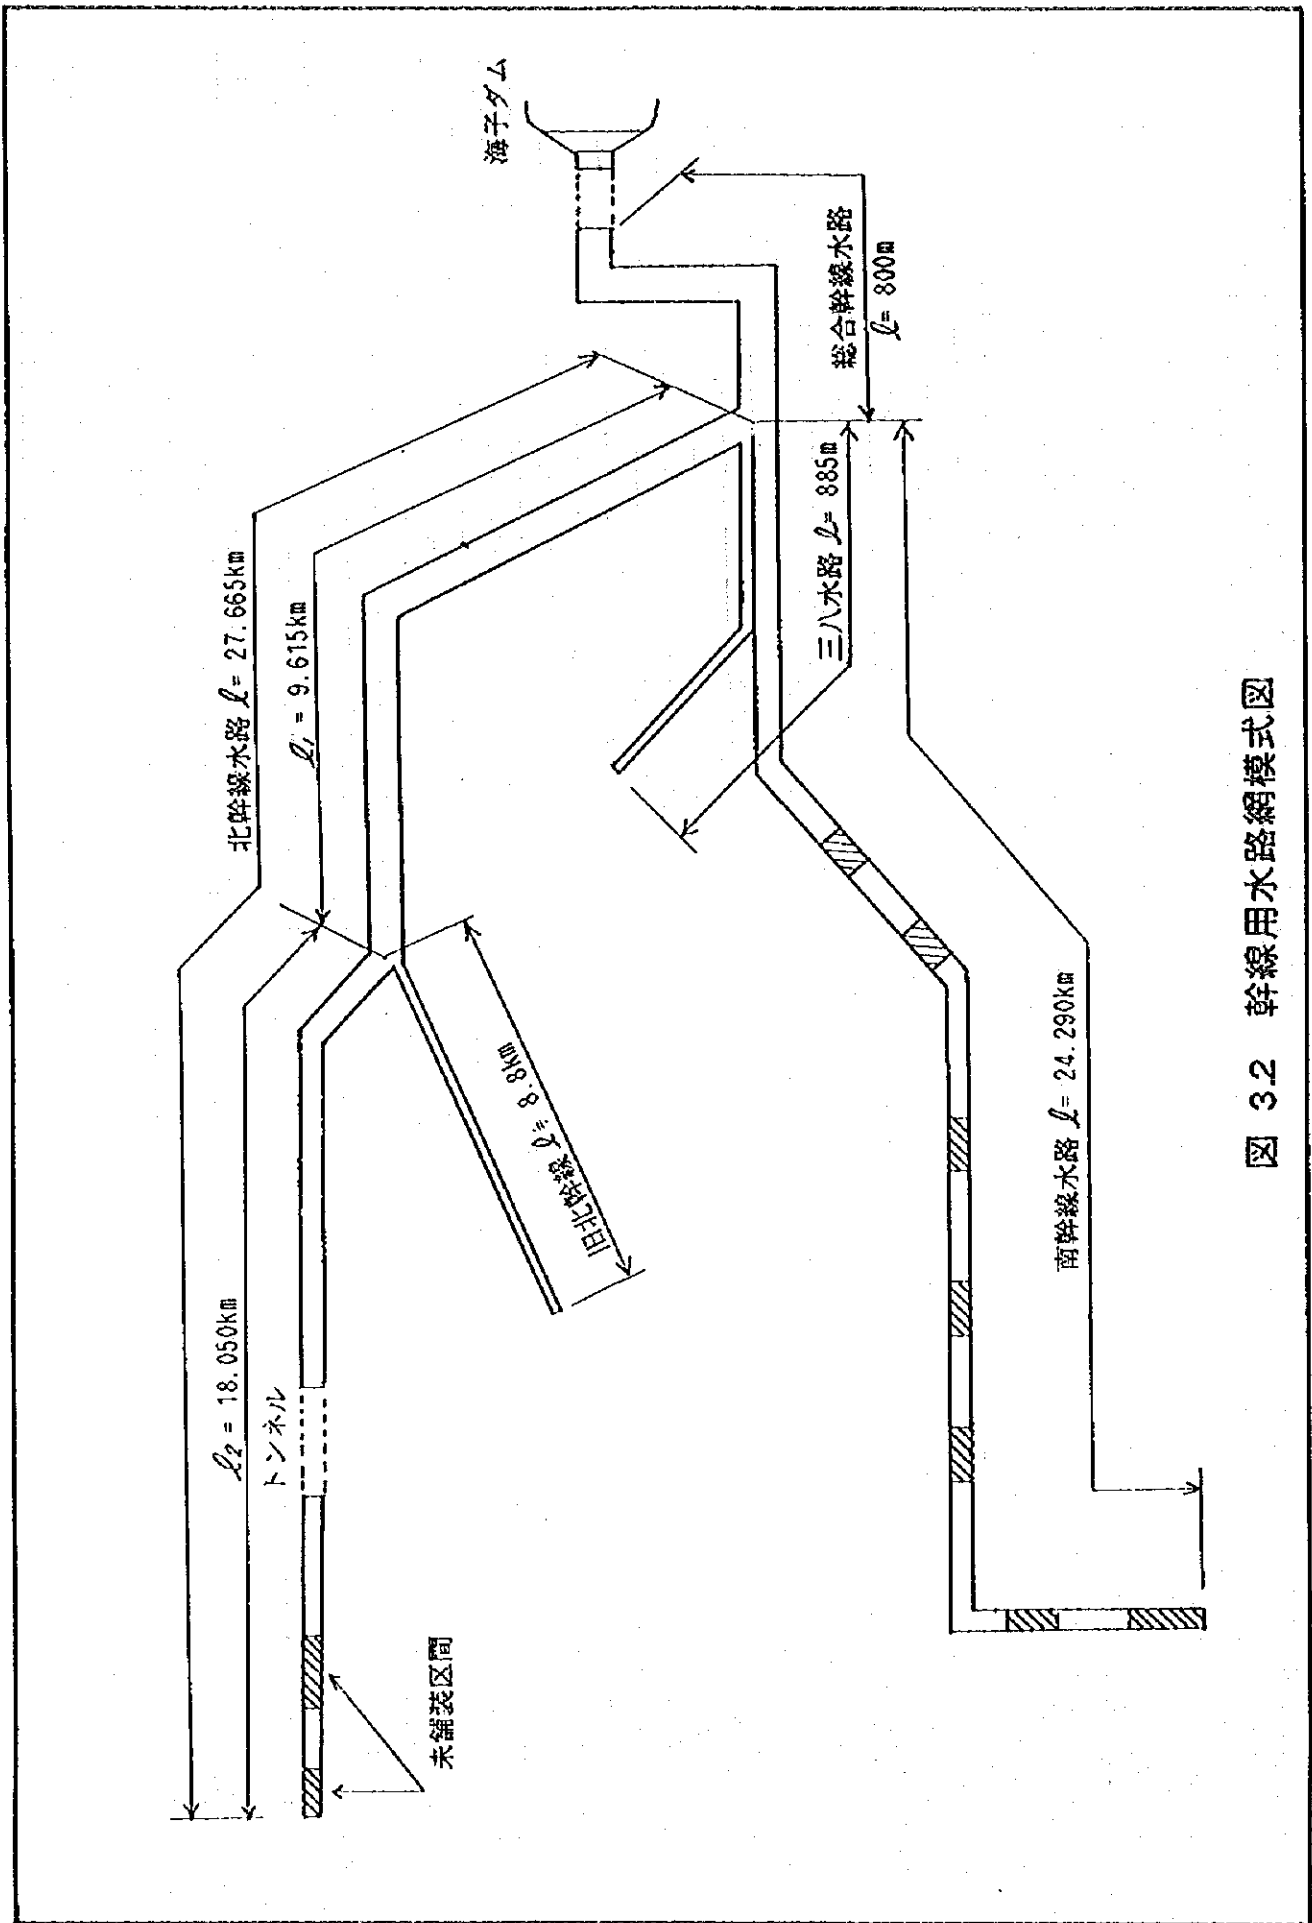 海子ダム
総合幹線水路
ℓ= 800m
北幹線水路 ℓ= 27.665km
ℓ₁ = 9.615km
三八水路 ℓ= 885m
ℓ₂ = 18.050km
トンネル
旧北幹線 ℓ≒ 8.8km
南幹線水路 ℓ= 24.290km
未舗装区間
図 3.2 幹線用水路網模式図